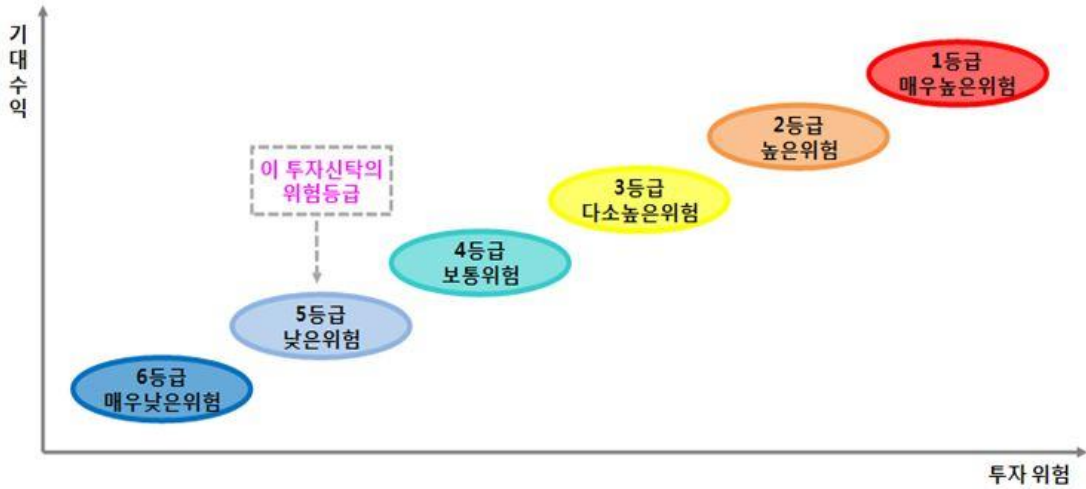 기대수익
1등급
매우높은위험
2등급
높은위험
이 투자신탁의
위험등급
3등급
다소높은위험
4등급
보통위험
5등급
낮은위험
6등급
매우낮은위험
투자 위험